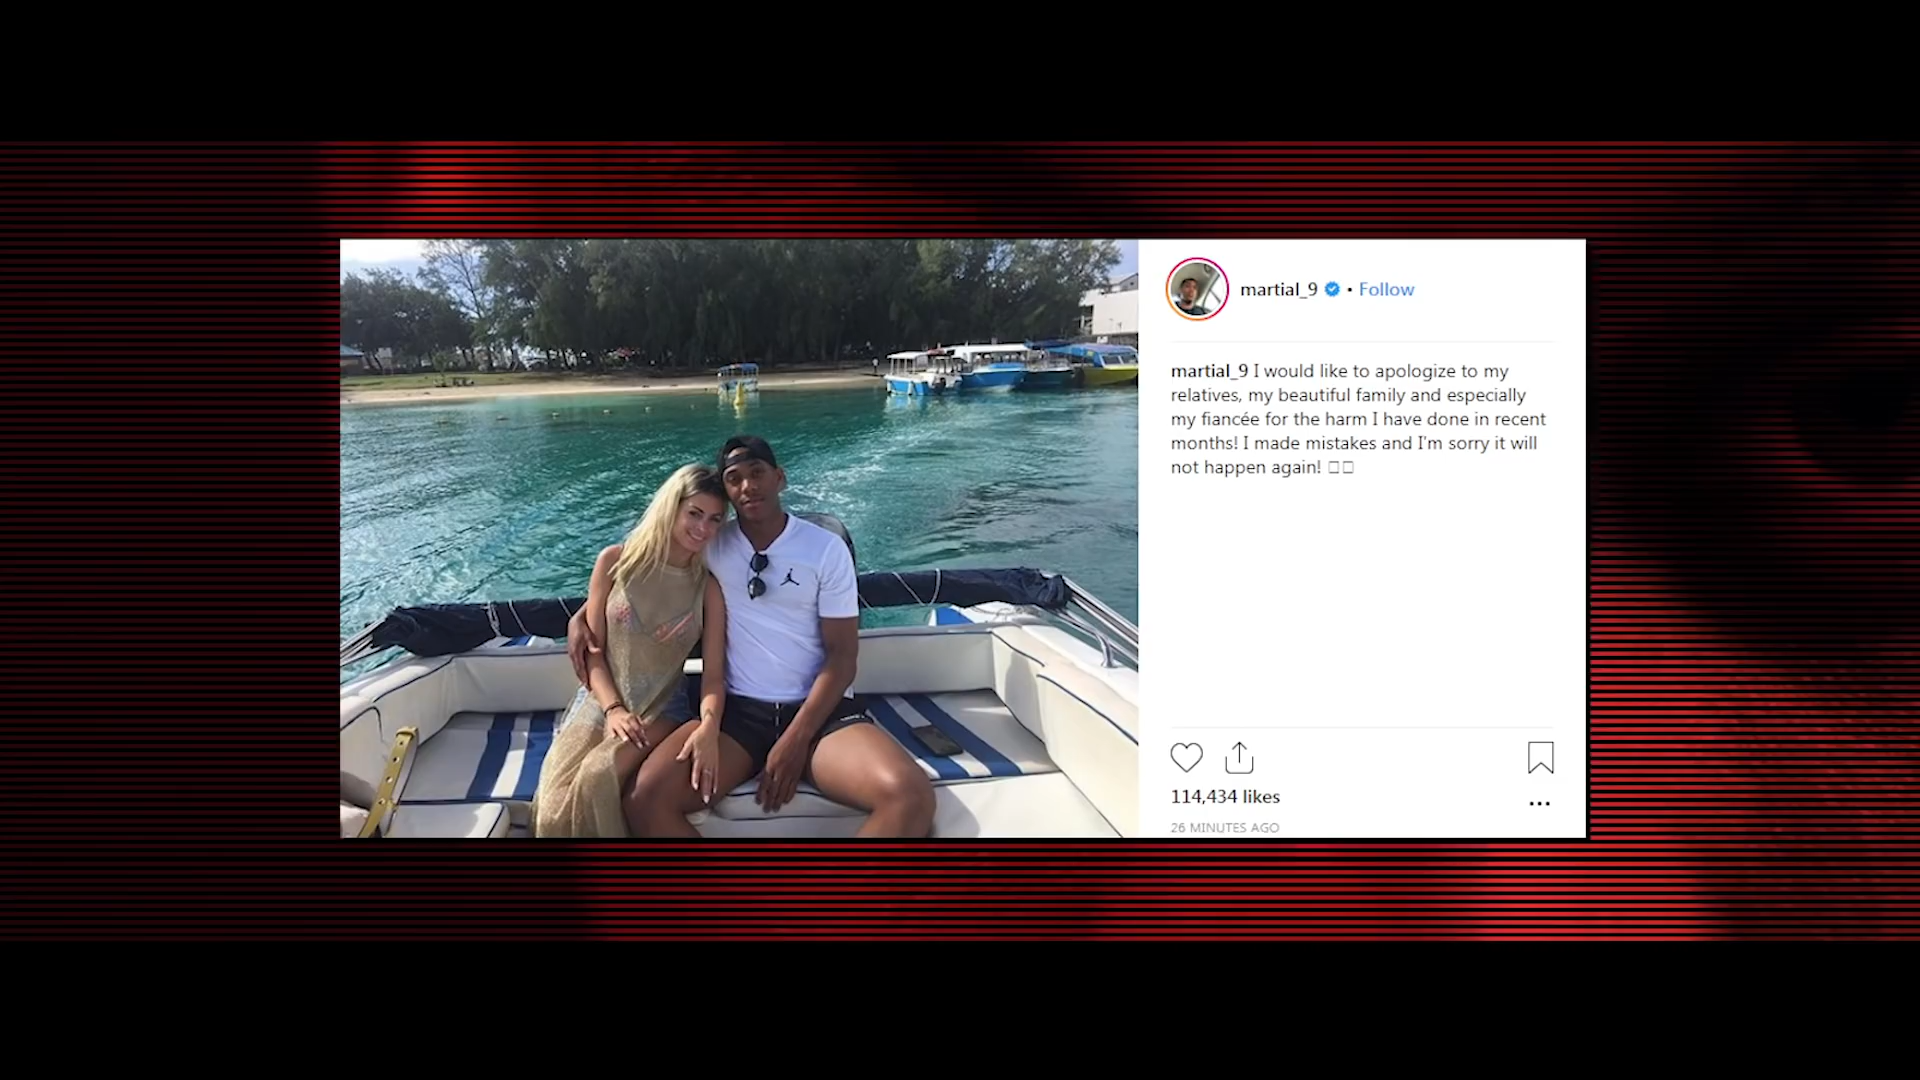 martial_9 • Follow
martial_9 I would like to apologize to my
relatives, my beautiful family and especially
my fiancée for the harm I have done in recent
months! I made mistakes and I'm sorry it will
not happen again! □□
114,434 likes
26 MINUTES AGO